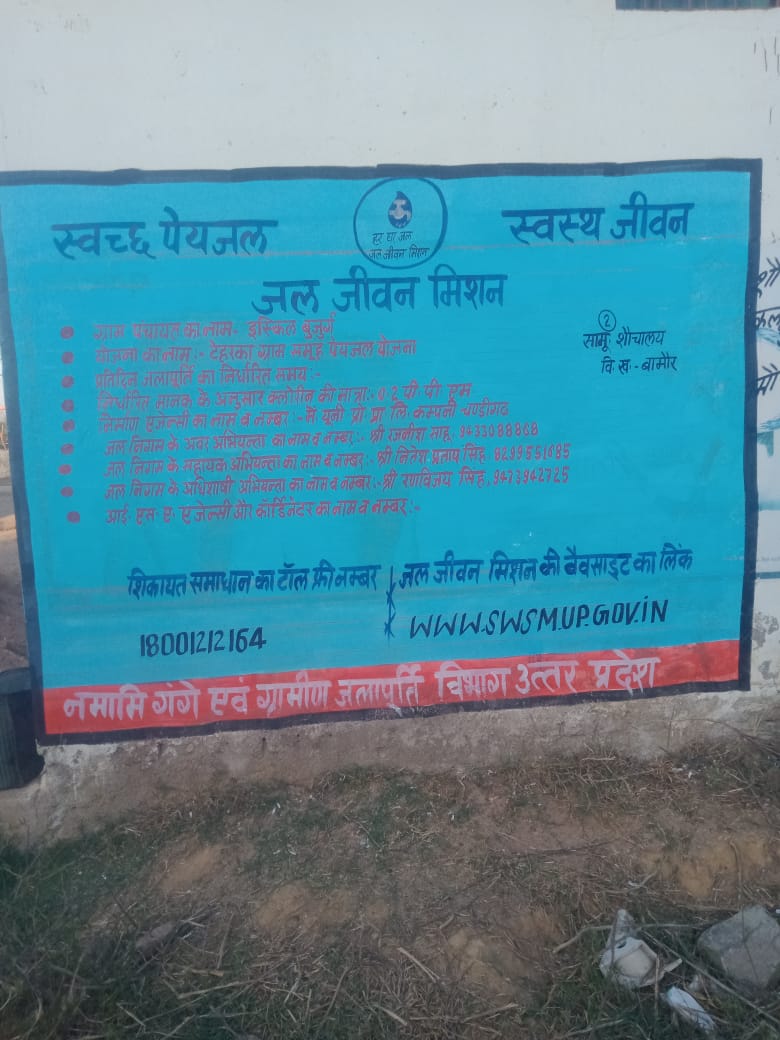 स्वच्छ पेयजल
हर घर जल
जल जीवन मिशन
स्वस्थ जीवन
जल जीवन मिशन
ग्राम पंचायत का नाम- इस्किल बुजुर्ग
योजना का नाम:- टेहरका ग्राम समूह पेयजल योजना
प्रतिदिन जलापूर्ति का निर्धारित समय:-
निर्धारित मानक के अनुसार क्लोरीन की मात्रा:- 0.2 पी. पी. एम
निर्माण एजेन्सी का नाम व नम्बर:- प्रा लि. कम्पनी चण्डीगढ
जल निगम के अवर अभियन्ता का नाम व नम्बर:- श्री रजनीश साहू, 9433088868
जल निगम के सहायक अभियन्ता का नाम व नम्बर:- श्री नितेश प्रताप सिंह 8299551685
जल निगम के अधिशाषी अभियन्ता का नाम व नम्बर:- श्री रणविजय सिंह, 9473942725
आई. एस. ए. एजेन्सी और कॉर्डिनेटर का नाम व नम्बर:-
2
सामु. शौचालय
वि. ख.- बामौर
शिकायत समाधान का टॉल फ्री नम्बर
18001212164
जल जीवन मिशन की बैवसाइट का लिंक
WWW.SWSM.UP.GOV.iN
नमामि गंगे एवं ग्रामीण जलापूर्ति विभाग उत्तर प्रदेश